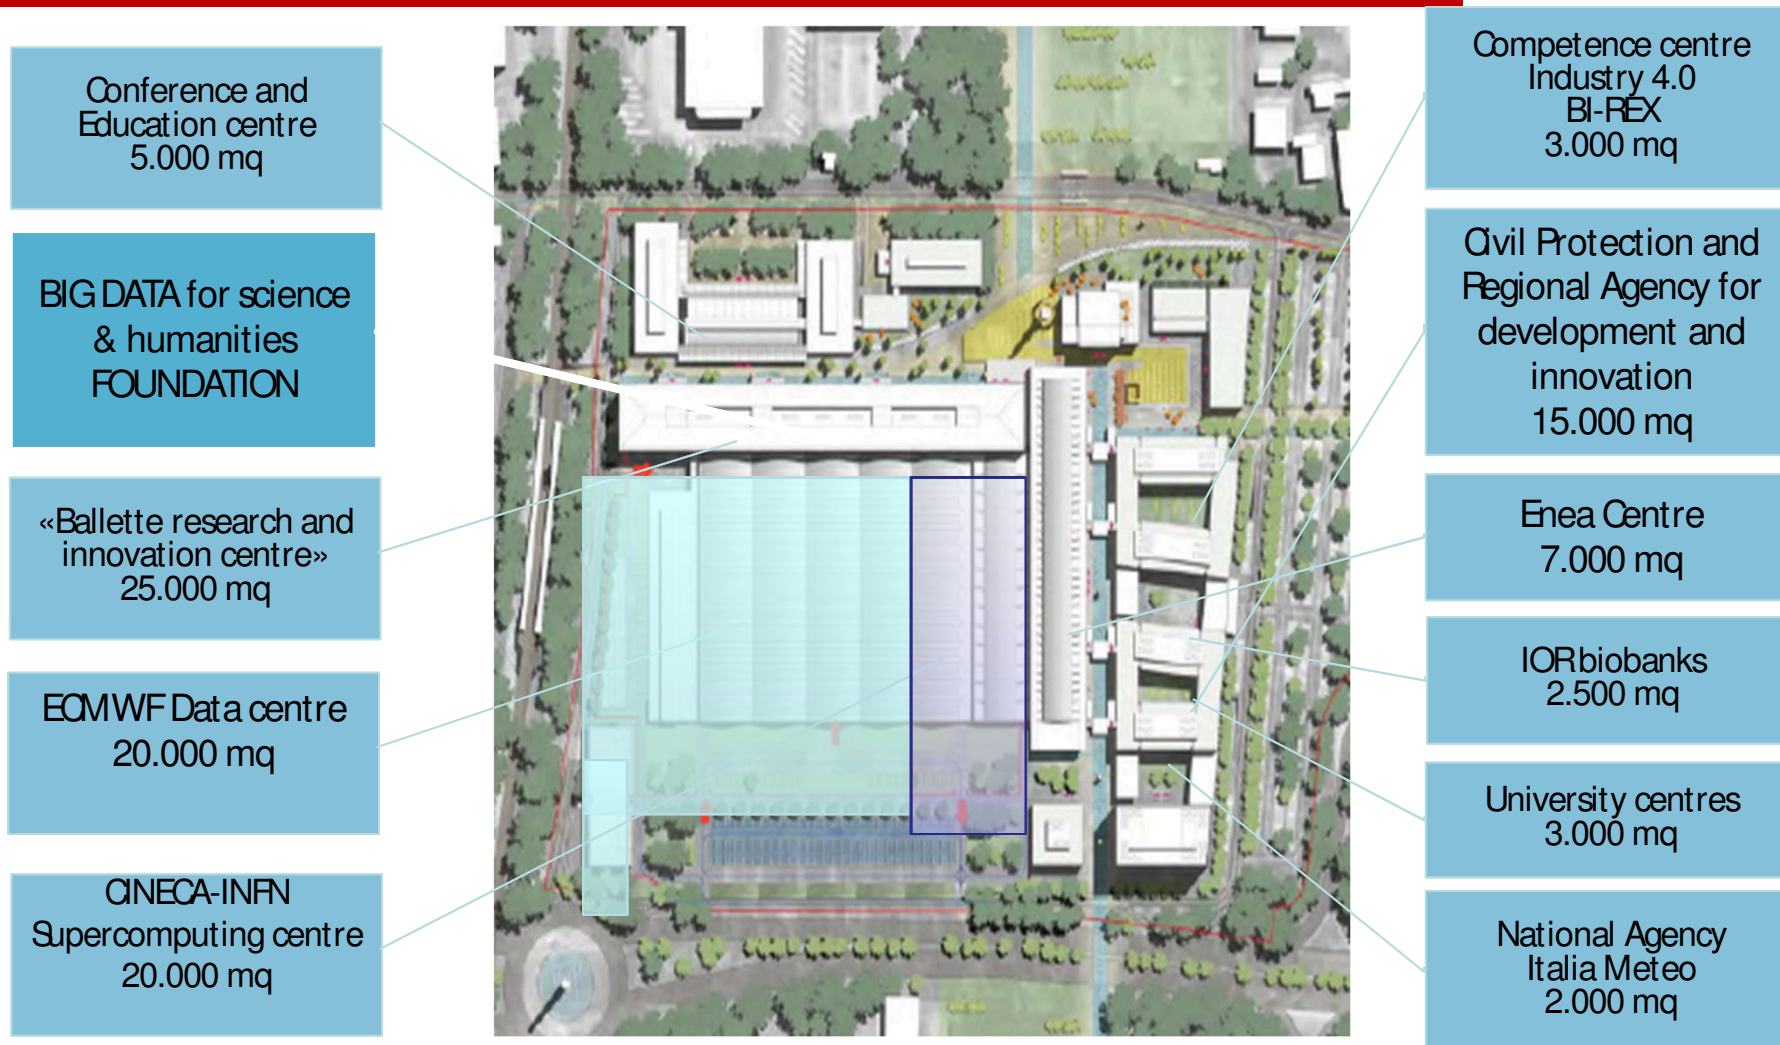 Conference and
Education centre
5.000 mq
BIG DATA for science
& humanities
FOUNDATION
«Ballette research and
innovation centre»
25.000 mq
ECMWF Data centre
20.000 mq
CINECA-INFN
Supercomputing centre
20.000 mq
Competence centre
Industry 4.0
BI-REX
3.000 mq
Civil Protection and
Regional Agency for
development and
innovation
15.000 mq
Enea Centre
7.000 mq
IOR biobanks
2.500 mq
University centres
3.000 mq
National Agency
Italia Meteo
2.000 mq